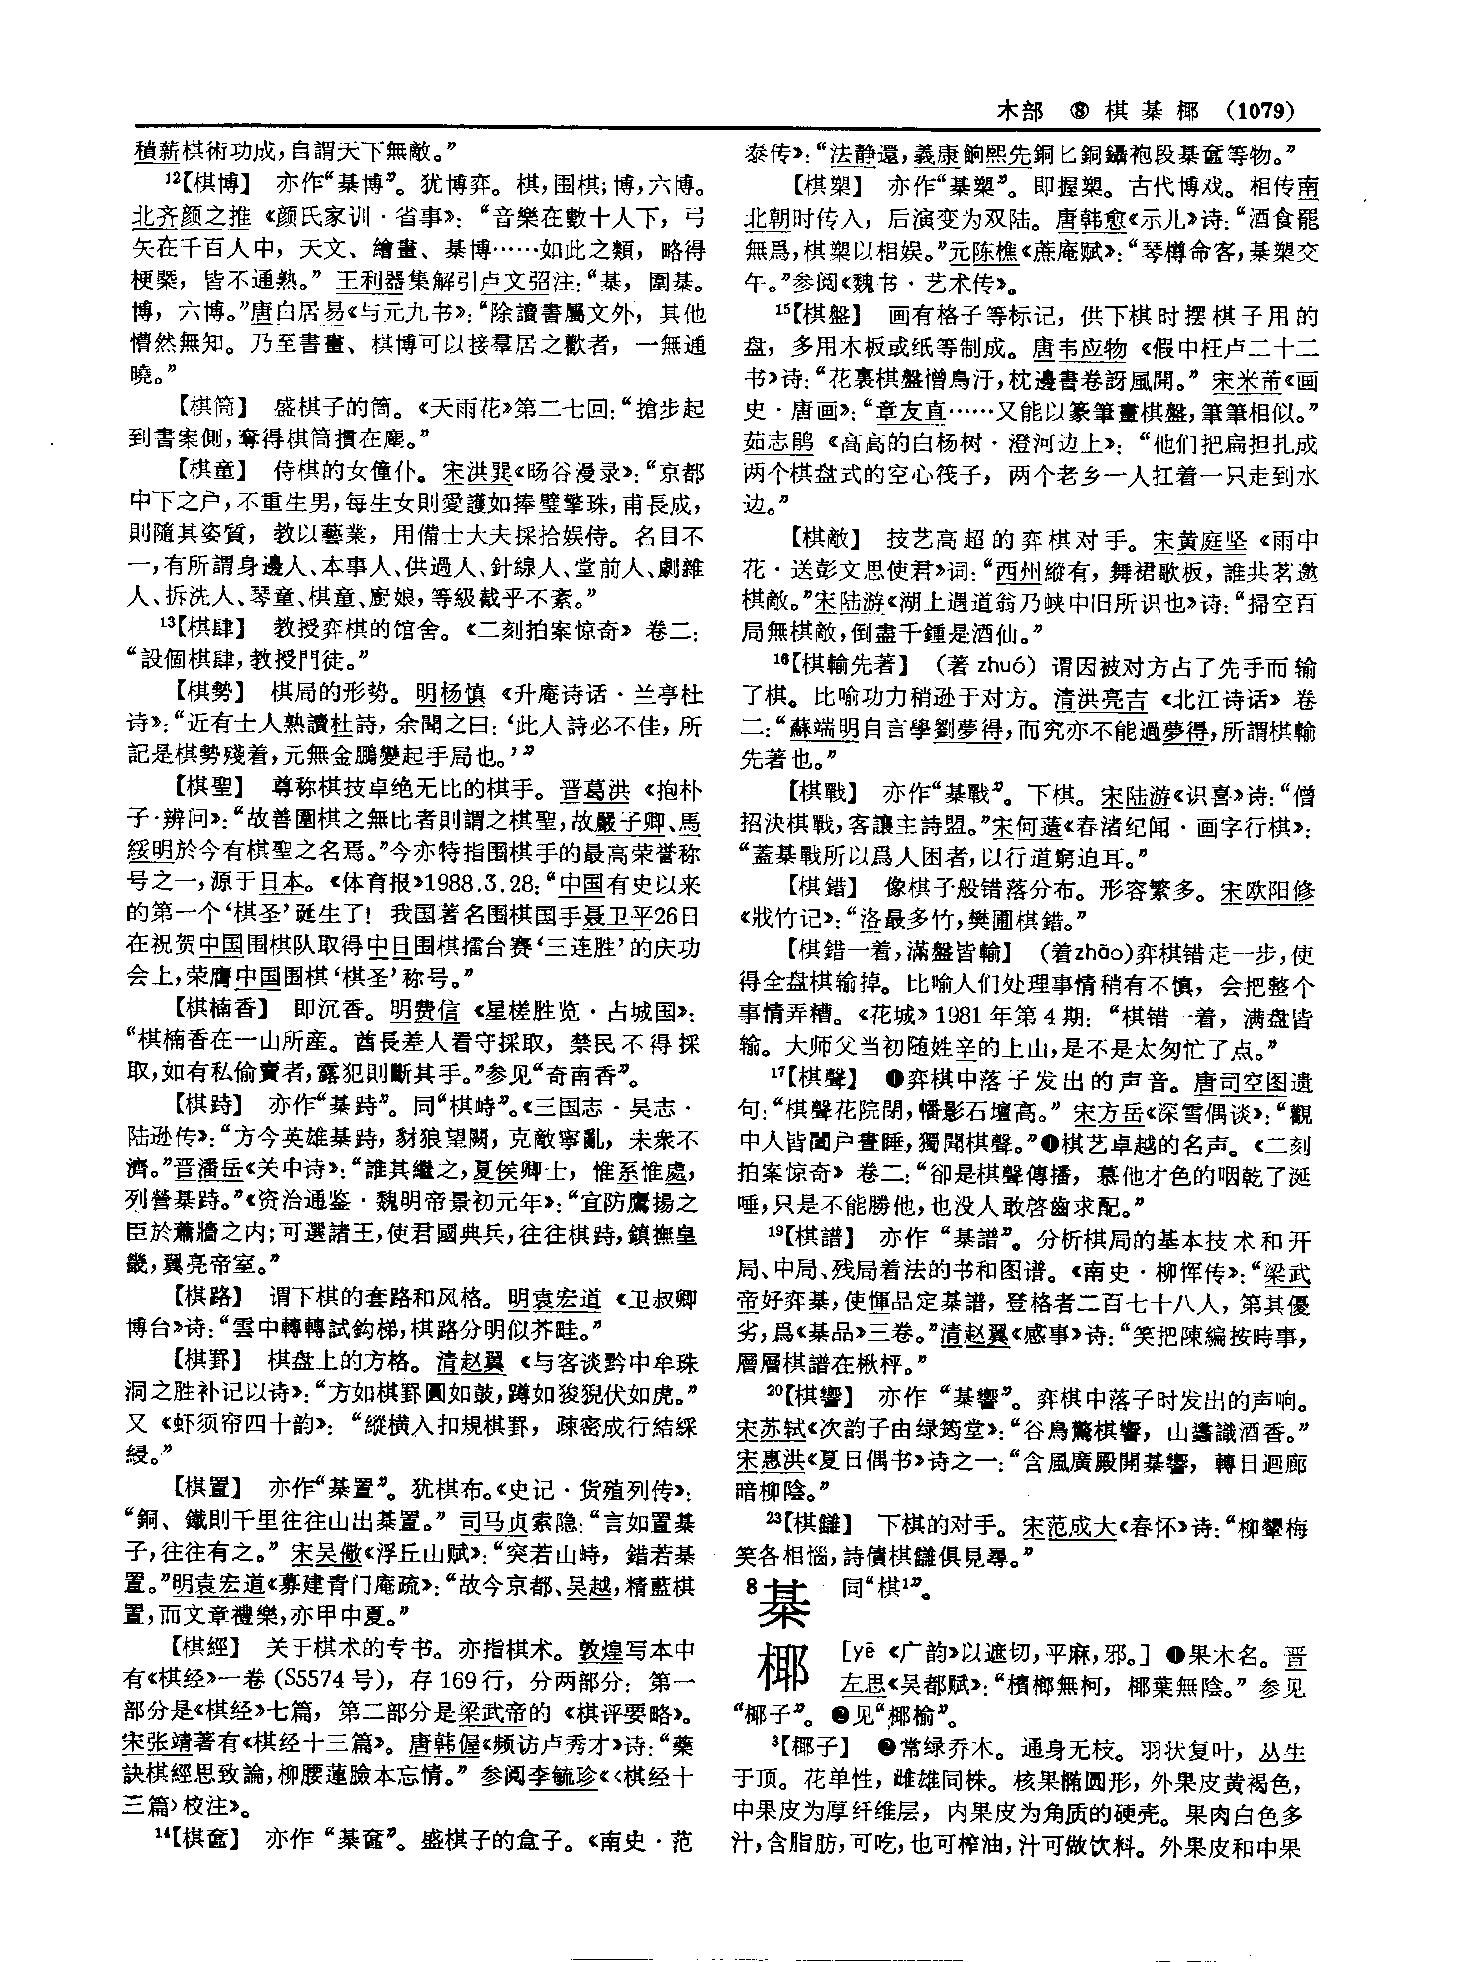 木部 ⑧ 棋棊椰 (1079)
積薪棋術功成，自謂天下無敵。”
¹²【棋博】 亦作“棊博”。犹博弈。棋，围棋；博，六博。
北齐颜之推《颜氏家训·省事》：“音樂在數十人下，弓
矢在千百人中，天文、繪畫、棊博……如此之類，略得
梗槩，皆不通熟。”王利器集解引卢文弨注：“棊，圍棊。
博，六博。”唐白居易《与元九书》：“除讀書屬文外，其他
懵然無知。乃至書畫、棋博可以接羣居之歡者，一無通
曉。”
【棋筒】 盛棋子的筒。《天雨花》第二七回：“搶步起
到書案側，奪得棋筒摜在塵。”
【棋童】 侍棋的女僮仆。宋洪巽《旸谷漫录》：“京都
中下之户，不重生男，每生女則愛護如捧璧擎珠，甫長成，
則隨其姿質，教以藝業，用備士大夫採拾娱侍。名目不
一，有所謂身邊人、本事人、供過人、針線人、堂前人、劇雜
人、拆洗人、琴童、棋童、厨娘，等級截乎不紊。”
¹³【棋肆】 教授弈棋的馆舍。《二刻拍案惊奇》卷二：
“設個棋肆，教授門徒。”
【棋勢】 棋局的形势。明杨慎《升庵诗话·兰亭杜
诗》：“近有士人熟讀杜詩，余聞之曰：‘此人詩必不佳，所
記是棋勢殘着，元無金鵬變起手局也。’”
【棋聖】 尊称棋技卓绝无比的棋手。晋葛洪《抱朴
子·辨问》：“故善圍棋之無比者則謂之棋聖，故嚴子卿、馬
綏明於今有棋聖之名焉。”今亦特指围棋手的最高荣誉称
号之一，源于日本。《体育报》1988.3.28：“中国有史以来
的第一个‘棋圣’诞生了！我国著名围棋国手聂卫平26日
在祝贺中国围棋队取得中日围棋擂台赛‘三连胜’的庆功
会上，荣膺中国围棋‘棋圣’称号。”
【棋楠香】 即沉香。明费信《星槎胜览·占城国》：
“棋楠香在一山所産。酋長差人看守採取，禁民不得採
取，如有私偷賣者，露犯則斷其手。”参见“奇南香”。
【棋跱】 亦作“棊跱”。同“棋峙”。《三国志·吴志·
陆逊传》：“方今英雄棊跱，豺狼望闚，克敵寧亂，未衆不
濟。”晋潘岳《关中诗》：“誰其繼之，夏侯卿士，惟系惟處，
列營棊跱。”《资治通鉴·魏明帝景初元年》：“宜防鷹揚之
臣於蕭牆之内；可選諸王，使君國典兵，往往棋跱，鎮撫皇
畿，翼亮帝室。”
【棋路】 谓下棋的套路和风格。明袁宏道《卫叔卿
博台》诗：“雲中轉轉試鈎梯，棋路分明似芥畦。”
【棋罫】 棋盘上的方格。清赵翼《与客谈黔中牟珠
洞之胜补记以诗》：“方如棋罫圓如皷，蹲如狻猊伏如虎。”
又《虾须帘四十韵》：“縱横入扣規棋罫，疎密成行結綵
綅。”
【棋置】 亦作“棊置”。犹棋布。《史记·货殖列传》：
“銅、鐵則千里往往山出棊置。”司马贞索隐：“言如置棊
子，往往有之。”宋吴儆《浮丘山赋》：“突若山峙，錯若棊
置。”明袁宏道《募建青门庵疏》：“故今京都、吴越，精藍棋
置，而文章禮樂，亦甲中夏。”
【棋經】 关于棋术的专书。亦指棋术。敦煌写本中
有《棋经》一卷（S5574号），存169行，分两部分：第一
部分是《棋经》七篇，第二部分是梁武帝的《棋评要略》。
宋张靖著有《棋经十三篇》。唐韩偓《频访卢秀才》诗：“藥
訣棋經思致論，柳腰蓮臉本忘情。”参阅李毓珍《〈棋经十
三篇〉校注》。
¹⁴【棋奩】 亦作“棊奩”。盛棋子的盒子。《南史·范
泰传》：“法静還，義康餉熙先銅匕銅鑷袍段棊奩等物。”
【棋槊】 亦作“棊槊”。即握槊。古代博戏。相传南
北朝时传入，后演变为双陆。唐韩愈《示儿》诗：“酒食罷
無爲，棋槊以相娱。”元陈樵《蔗庵赋》：“琴樽命客，棊槊交
午。”参阅《魏书·艺术传》。
¹⁵【棋盤】 画有格子等标记，供下棋时摆棋子用的
盘，多用木板或纸等制成。唐韦应物《假中枉卢二十二
书》诗：“花裏棋盤憎鳥汙，枕邊書卷訝風開。”宋米芾《画
史·唐画》：“章友直……又能以篆筆畫棋盤，筆筆相似。”
茹志鹃《高高的白杨树·澄河边上》：“他们把扁担扎成
两个棋盘式的空心筏子，两个老乡一人扛着一只走到水
边。”
【棋敵】 技艺高超的弈棋对手。宋黄庭坚《雨中
花·送彭文思使君》词：“西州縱有，舞裙歌板，誰共茗邀
棋敵。”宋陆游《湖上遇道翁乃峡中旧所识也》诗：“掃空百
局無棋敵，倒盡千鍾是酒仙。”
¹⁶【棋輸先著】 （著 zhuó）谓因被对方占了先手而输
了棋。比喻功力稍逊于对方。清洪亮吉《北江诗话》卷
二：“蘇端明自言學劉夢得，而究亦不能過夢得，所謂棋輸
先著也。”
【棋戰】 亦作“棊戰”。下棋。宋陆游《识喜》诗：“僧
招決棋戰，客讓主詩盟。”宋何薳《春渚纪闻·画字行棋》：
“蓋棊戰所以爲人困者，以行道窮迫耳。”
【棋錯】 像棋子般错落分布。形容繁多。宋欧阳修
《戕竹记》：“洛最多竹，樊圃棋錯。”
【棋錯一着，滿盤皆輸】 （着zhāo）弈棋错走一步，使
得全盘棋输掉。比喻人们处理事情稍有不慎，会把整个
事情弄糟。《花城》1981年第4期：“棋错一着，满盘皆
输。大师父当初随姓辛的上山，是不是太匆忙了点。”
¹⁷【棋聲】 ❶弈棋中落子发出的声音。唐司空图遗
句：“棋聲花院閉，幡影石壇高。”宋方岳《深雪偶谈》：“觀
中人皆闔户晝睡，獨聞棋聲。”❶棋艺卓越的名声。《二刻
拍案惊奇》卷二：“卻是棋聲傳播，慕他才色的咽乾了涎
唾，只是不能勝他，也没人敢啓齒求配。”
¹⁹【棋譜】 亦作“棊譜”。分析棋局的基本技术和开
局、中局、残局着法的书和图谱。《南史·柳恽传》：“梁武
帝好弈棊，使惲品定棊譜，登格者二百七十八人，第其優
劣，爲《棊品》三卷。”清赵翼《感事》诗：“笑把陳編按時事，
層層棋譜在楸枰。”
²⁰【棋響】 亦作“棊響”。弈棋中落子时发出的声响。
宋苏轼《次韵子由绿筠堂》：“谷鳥驚棋響，山蠭識酒香。”
宋惠洪《夏日偶书》诗之一：“含風廣殿聞棊響，轉日迴廊
暗柳陰。”
²³【棋讎】 下棋的对手。宋范成大《春怀》诗：“柳顰梅
笑各相惱，詩債棋讎俱見尋。”
⁸棊 同“棋¹”。
椰 [yē《广韵》以遮切，平麻，邪。] ❶果木名。晋
左思《吴都赋》：“檳榔無柯，椰葉無陰。”参见
“椰子”。❷见“椰榆”。
³【椰子】 ❷常绿乔木。通身无枝。羽状复叶，丛生
于顶。花单性，雌雄同株。核果椭圆形，外果皮黄褐色，
中果皮为厚纤维层，内果皮为角质的硬壳。果肉白色多
汁，含脂肪，可吃，也可榨油，汁可做饮料。外果皮和中果